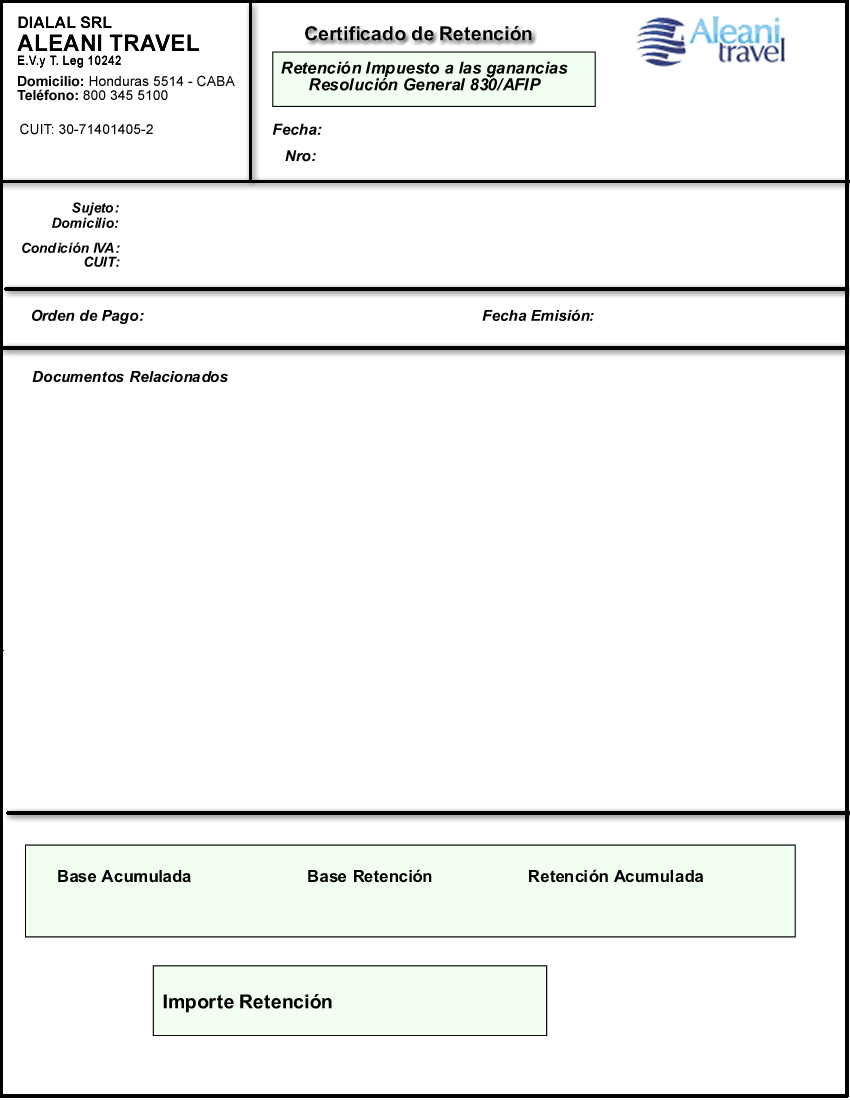 DIALAL SRL
ALEANI TRAVEL
E.V.y T. Leg 10242
Domicilio: Honduras 5514 - CABA
Teléfono: 800 345 5100
CUIT: 30-71401405-2
Certificado de Retención
Retención Impuesto a las ganancias
Resolución General 830/AFIP
Fecha:
Nro:
Aleani
travel
Sujeto:
Domicilio:
Condición IVA:
CUIT:
Orden de Pago:
Fecha Emisión:
Documentos Relacionados
Base Acumulada
Base Retención
Retención Acumulada
Importe Retención